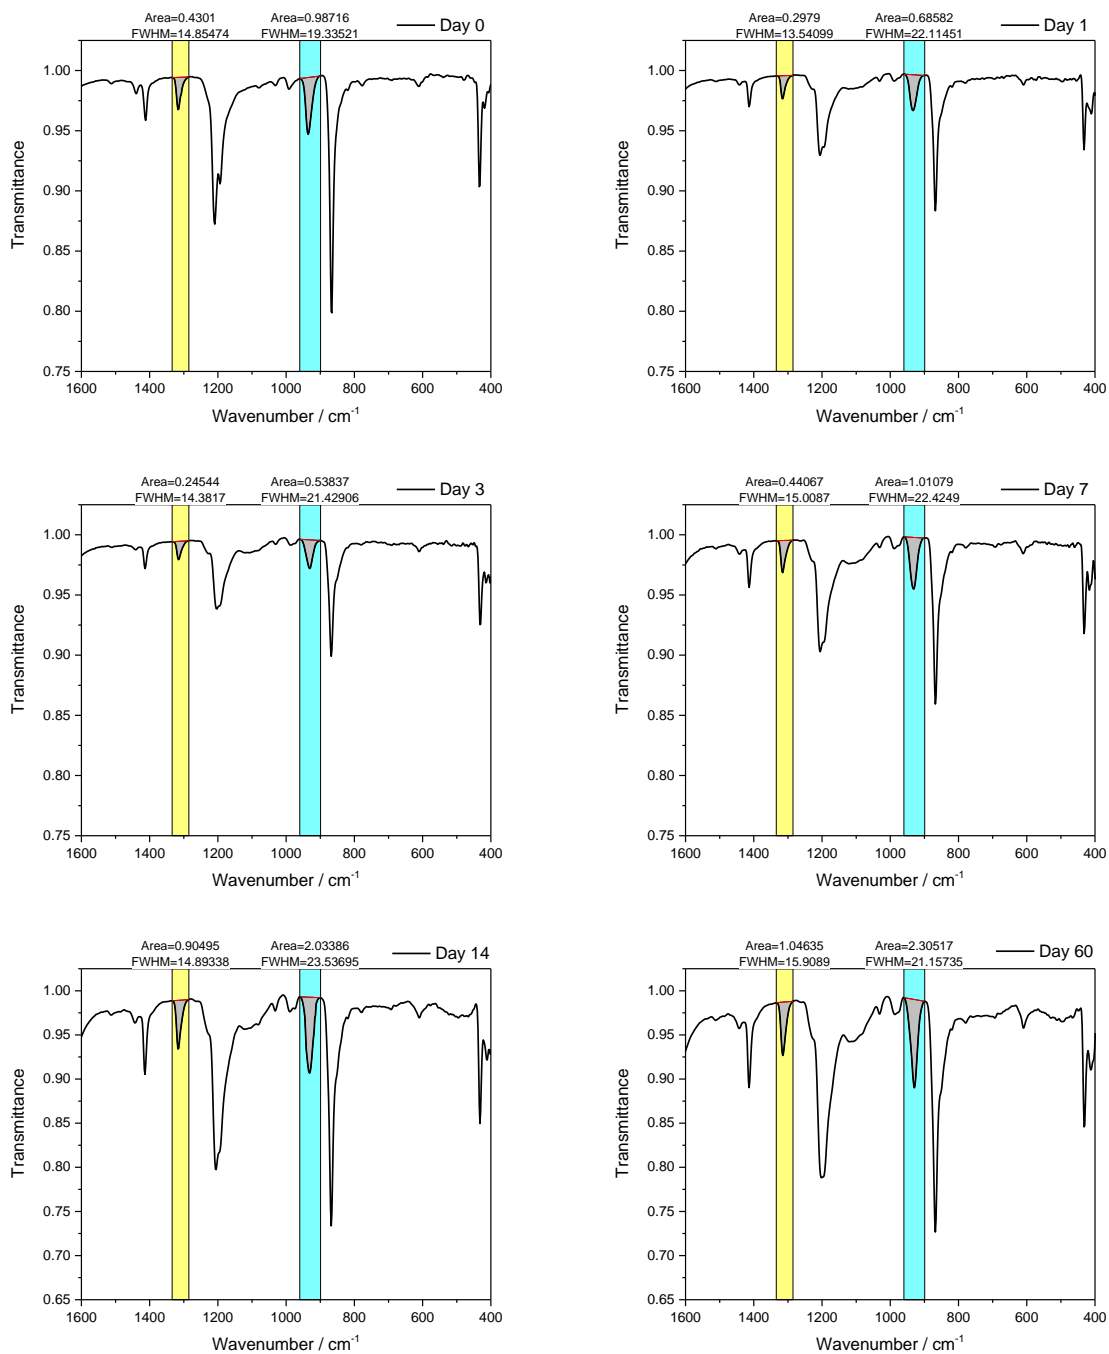 Area=0.4301 Area=0.98716 Day 0
FWHM=14.85474 FWHM=19.33521
1.00
0.95
0.90
0.85
0.80
0.75
Transmittance
1600 1400 1200 1000 800 600 400
Wavenumber / cm-1
Area=0.2979 Area=0.68582 Day 1
FWHM=13.54099 FWHM=22.11451
1.00
0.95
0.90
0.85
0.80
0.75
Transmittance
1600 1400 1200 1000 800 600 400
Wavenumber / cm-1
Area=0.24544 Area=0.53837 Day 3
FWHM=14.3817 FWHM=21.42906
1.00
0.95
0.90
0.85
0.80
0.75
Transmittance
1600 1400 1200 1000 800 600 400
Wavenumber / cm-1
Area=0.44067 Area=1.01079 Day 7
FWHM=15.0087 FWHM=22.4249
1.00
0.95
0.90
0.85
0.80
0.75
Transmittance
1600 1400 1200 1000 800 600 400
Wavenumber / cm-1
Area=0.90495 Area=2.03386 Day 14
FWHM=14.89338 FWHM=23.53695
1.00
0.95
0.90
0.85
0.80
0.75
0.70
0.65
Transmittance
1600 1400 1200 1000 800 600 400
Wavenumber / cm-1
Area=1.04635 Area=2.30517 Day 60
FWHM=15.9089 FWHM=21.15735
1.00
0.95
0.90
0.85
0.80
0.75
0.70
0.65
Transmittance
1600 1400 1200 1000 800 600 400
Wavenumber / cm-1